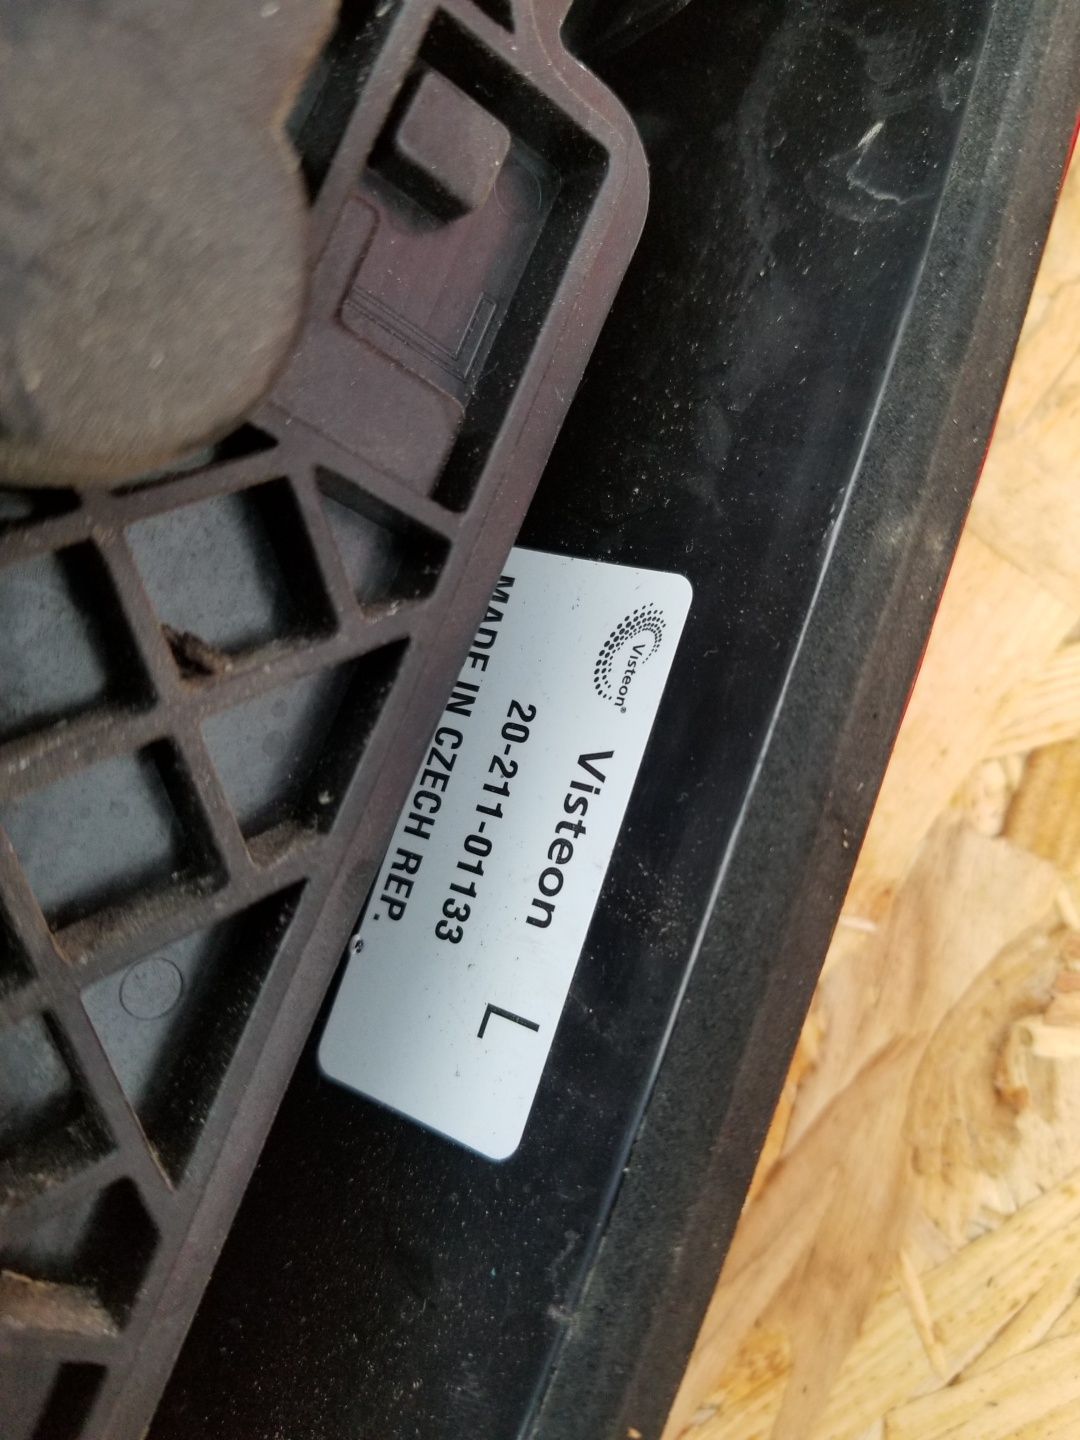 Visteon®
Visteon L
20-211-01133
MADE IN CZECH REP.